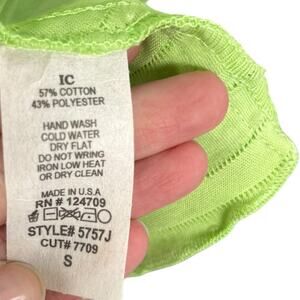 IC
57% COTTON
43% POLYESTER
HAND WASH
COLD WATER
DRY FLAT
DO NOT WRING
IRON LOW HEAT
OR DRY CLEAN
MADE IN U.S.A
RN # 124709
STYLE# 5757J
CUT# 7709
S